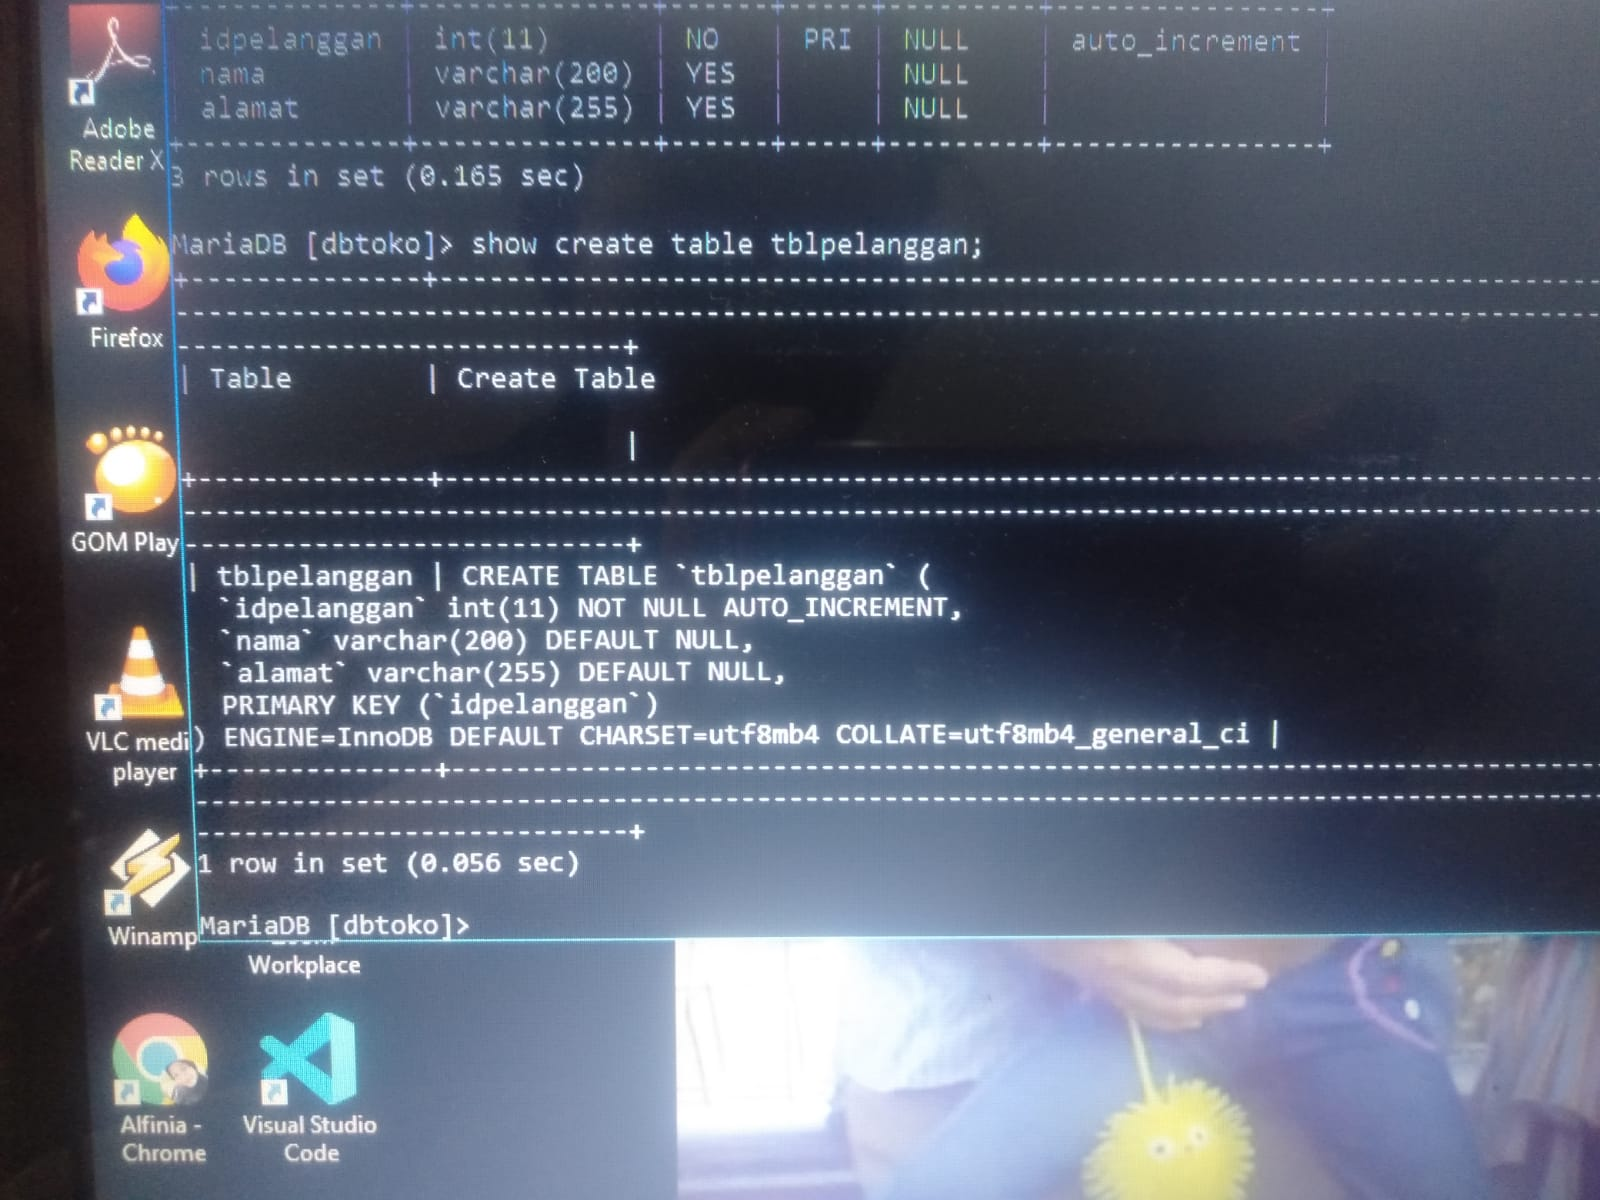 idpelanggan | int(11) | NO | PRI | NULL | auto_increment |
nama | varchar(200) | YES | | NULL | |
alamat | varchar(255) | YES | | NULL | |
3 rows in set (0.165 sec)
MariaDB [dbtoko]> show create table tblpelanggan;
| Table | Create Table
|
| tblpelanggan | CREATE TABLE `tblpelanggan` (
`idpelanggan` int(11) NOT NULL AUTO_INCREMENT,
`nama` varchar(200) DEFAULT NULL,
`alamat` varchar(255) DEFAULT NULL,
PRIMARY KEY (`idpelanggan`)
) ENGINE=InnoDB DEFAULT CHARSET=utf8mb4 COLLATE=utf8mb4_general_ci |
1 row in set (0.056 sec)
MariaDB [dbtoko]>
Adobe
Reader X
Firefox
GOM Play
VLC medi
player
Winamp
Workplace
Alfinia -
Chrome
Visual Studio
Code